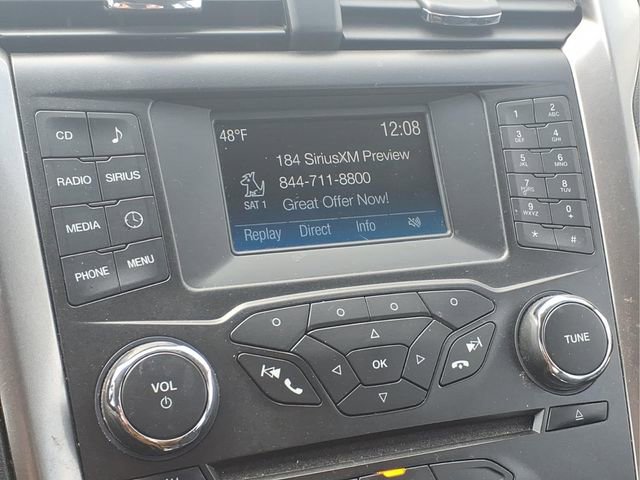 48°F 12:08
184 SiriusXM Preview
844-711-8800
SAT 1 Great Offer Now!
Replay Direct Info
CD
RADIO SIRIUS
MEDIA
PHONE MENU
1 2 ABC
3 DEF 4 GHI
5 JKL 6 MNO
7 PQRS 8 TUV
9 WXYZ 0 +
* #
VOL
OK
TUNE